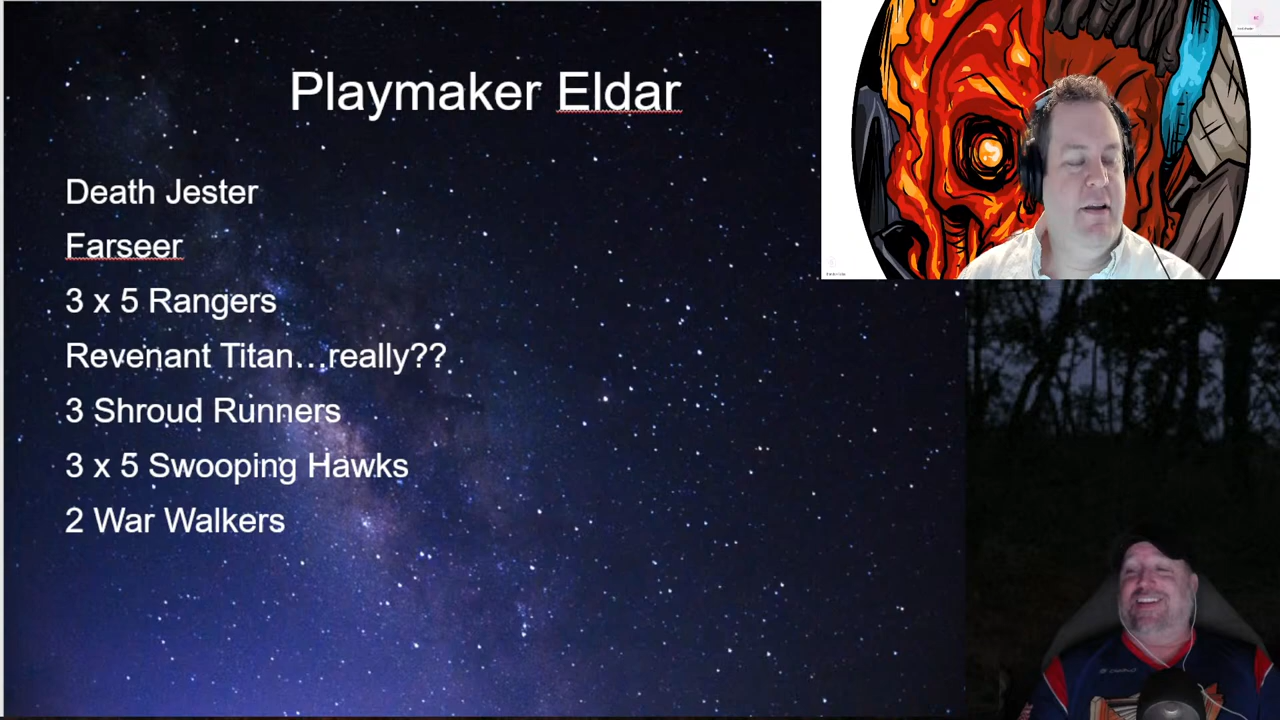 Playmaker Eldar
Death Jester
Farseer
3 x 5 Rangers
Revenant Titan…really??
3 Shroud Runners
3 x 5 Swooping Hawks
2 War Walkers